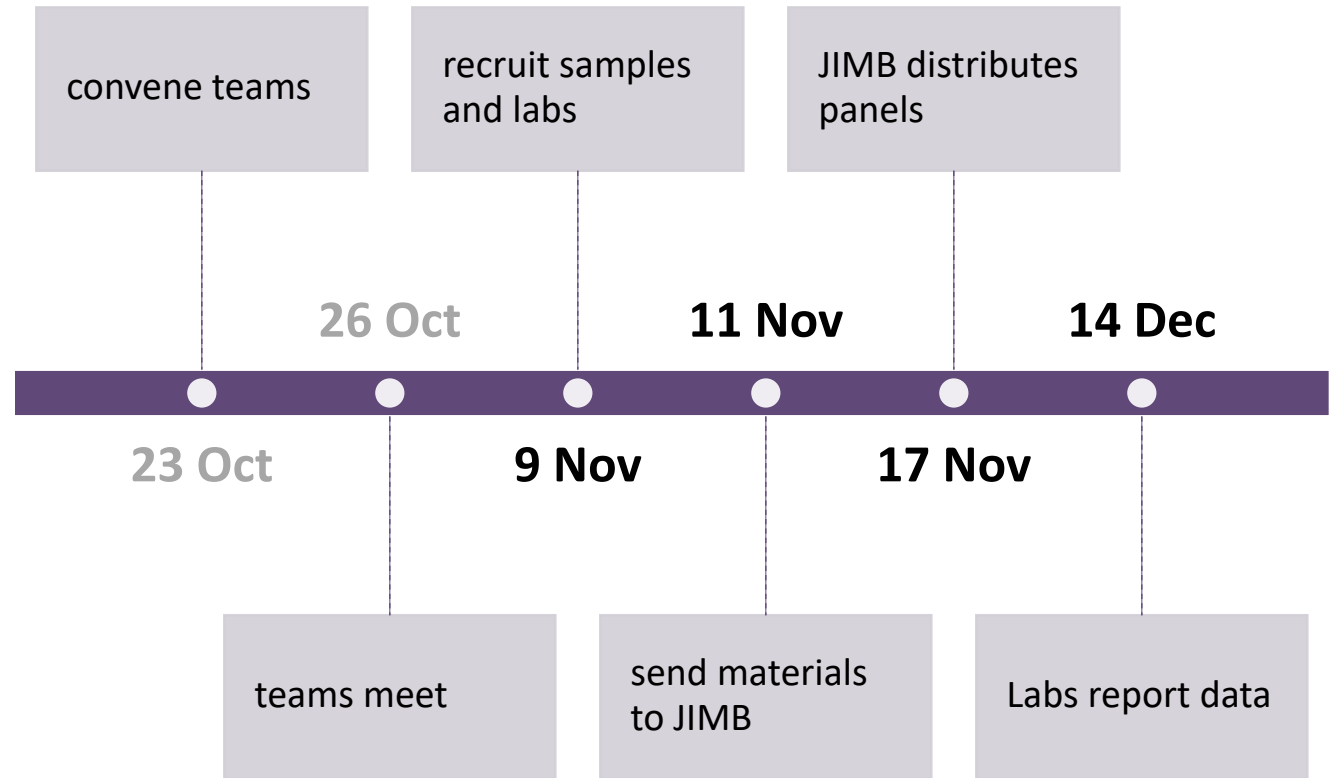 convene teams
recruit samples
and labs
JIMB distributes
panels
26 Oct
11 Nov
14 Dec
23 Oct
9 Nov
17 Nov
teams meet
send materials
to JIMB
Labs report data